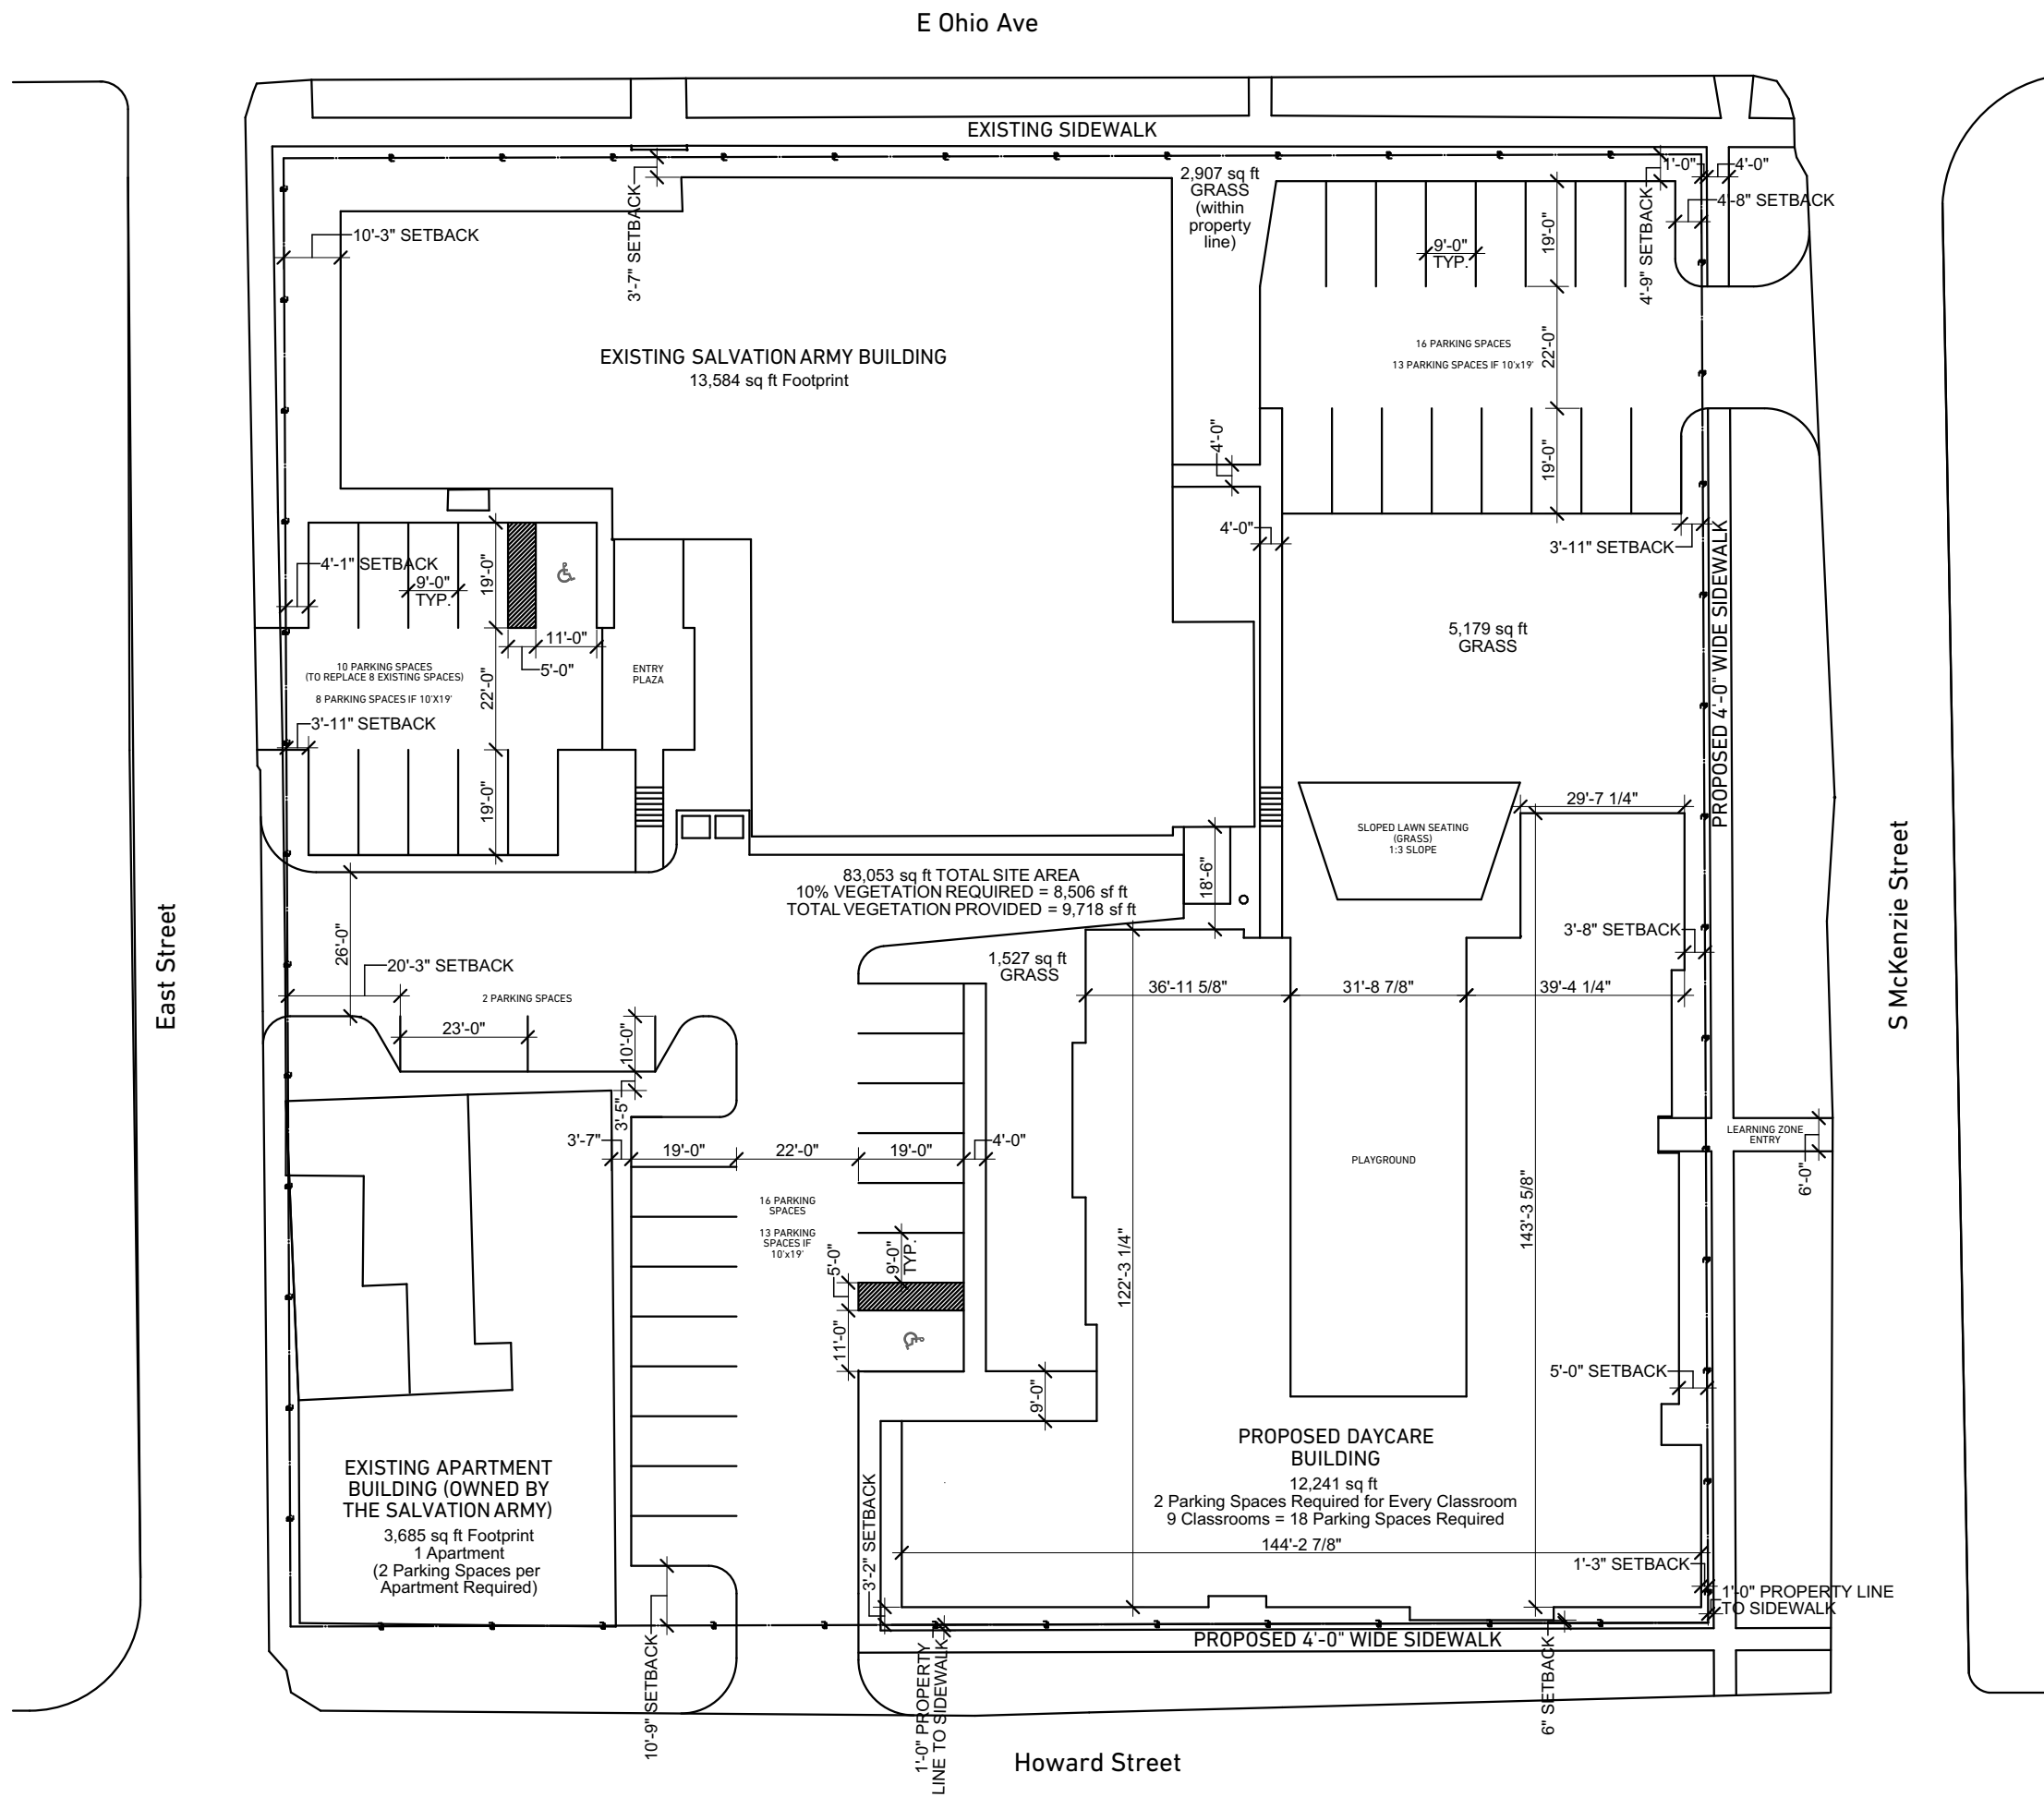 E Ohio Ave
EXISTING SIDEWALK
3'-7" SETBACK
2,907 sq ft
GRASS
(within
property
line)
1'-0"
4'-0"
4'-8" SETBACK
4'-9" SETBACK
10'-3" SETBACK
19'-0"
9'-0"
TYP.
22'-0"
16 PARKING SPACES
13 PARKING SPACES IF 10'x19'
EXISTING SALVATION ARMY BUILDING
13,584 sq ft Footprint
4'-0"
19'-0"
4'-0"
3'-11" SETBACK
PROPOSED 4'-0" WIDE SIDEWALK
4'-1" SETBACK
9'-0"
TYP.
19'-0"
11'-0"
5'-0"
10 PARKING SPACES
(TO REPLACE 8 EXISTING SPACES)
8 PARKING SPACES IF 10'X19'
22'-0"
ENTRY
PLAZA
3'-11" SETBACK
19'-0"
5,179 sq ft
GRASS
29'-7 1/4"
SLOPED LAWN SEATING
(GRASS)
1:3 SLOPE
83,053 sq ft TOTAL SITE AREA
10% VEGETATION REQUIRED = 8,506 sf ft
TOTAL VEGETATION PROVIDED = 9,718 sf ft
18'-6"
East Street
S McKenzie Street
26'-0"
20'-3" SETBACK
2 PARKING SPACES
23'-0"
10'-0"
3'-5"
1,527 sq ft
GRASS
3'-8" SETBACK
36'-11 5/8"
31'-8 7/8"
39'-4 1/4"
3'-7"
19'-0"
22'-0"
19'-0"
4'-0"
LEARNING ZONE
ENTRY
6'-0"
PLAYGROUND
143'-3 5/8"
122'-3 1/4"
16 PARKING
SPACES
13 PARKING
SPACES IF
10'x19'
5'-0"
9'-0"
TYP.
11'-0"
9'-0"
5'-0" SETBACK
PROPOSED DAYCARE
BUILDING
12,241 sq ft
2 Parking Spaces Required for Every Classroom
9 Classrooms = 18 Parking Spaces Required
144'-2 7/8"
EXISTING APARTMENT
BUILDING (OWNED BY
THE SALVATION ARMY)
3,685 sq ft Footprint
1 Apartment
(2 Parking Spaces per
Apartment Required)
3'-2" SETBACK
1'-3" SETBACK
1'-0" PROPERTY LINE
TO SIDEWALK
PROPOSED 4'-0" WIDE SIDEWALK
10'-9" SETBACK
1'-0" PROPERTY
LINE TO SIDEWALK
6" SETBACK
Howard Street